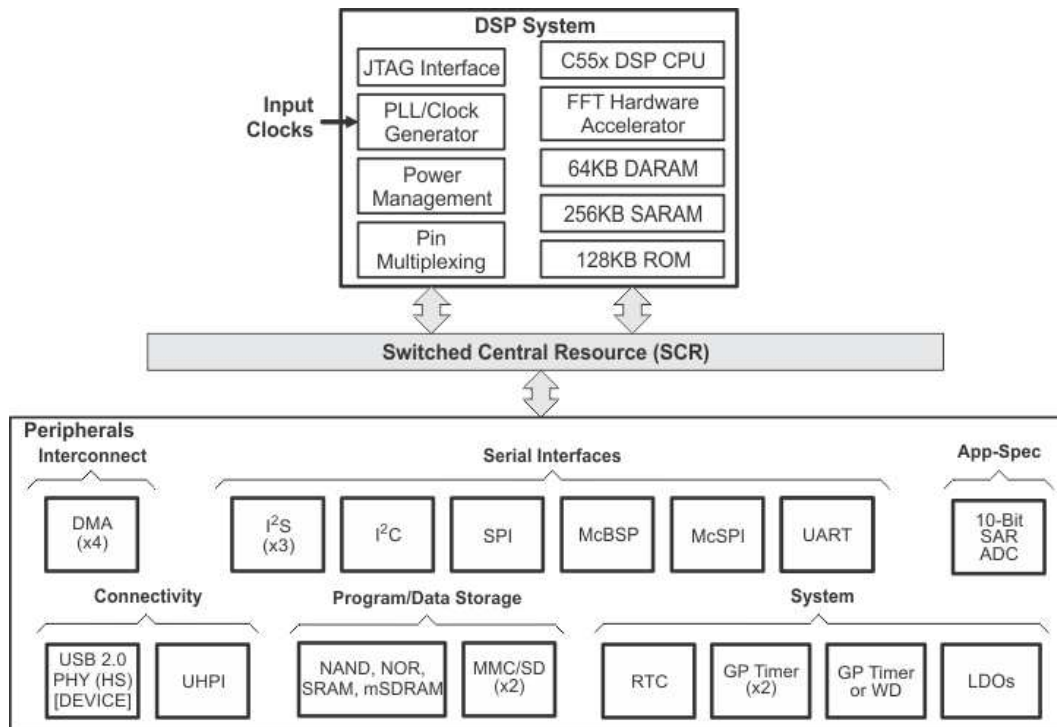 DSP System
JTAG Interface
C55x DSP CPU
Input
Clocks
PLL/Clock
Generator
FFT Hardware
Accelerator
Power
Management
64KB DARAM
256KB SARAM
Pin
Multiplexing
128KB ROM
Switched Central Resource (SCR)
Peripherals
Interconnect
Serial Interfaces
App-Spec
DMA
(x4)
I²S
(x3)
I²C
SPI
McBSP
McSPI
UART
10-Bit
SAR
ADC
Connectivity
Program/Data Storage
System
USB 2.0
PHY (HS)
[DEVICE]
UHPI
NAND, NOR,
SRAM, mSDRAM
MMC/SD
(x2)
RTC
GP Timer
(x2)
GP Timer
or WD
LDOs